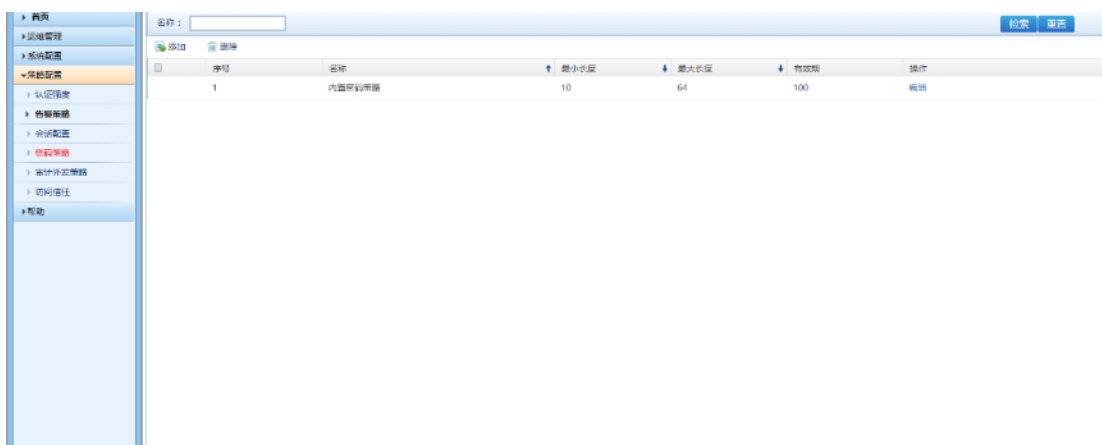 首页
运维管理
系统配置
策略配置
认证强度
告警策略
会话配置
密码策略
审计外发策略
访问信任
帮助
名称：
检索 重置
添加 删除
序号 名称 最小长度 最大长度 有效期 操作
1 内置密码策略 10 64 100 编辑